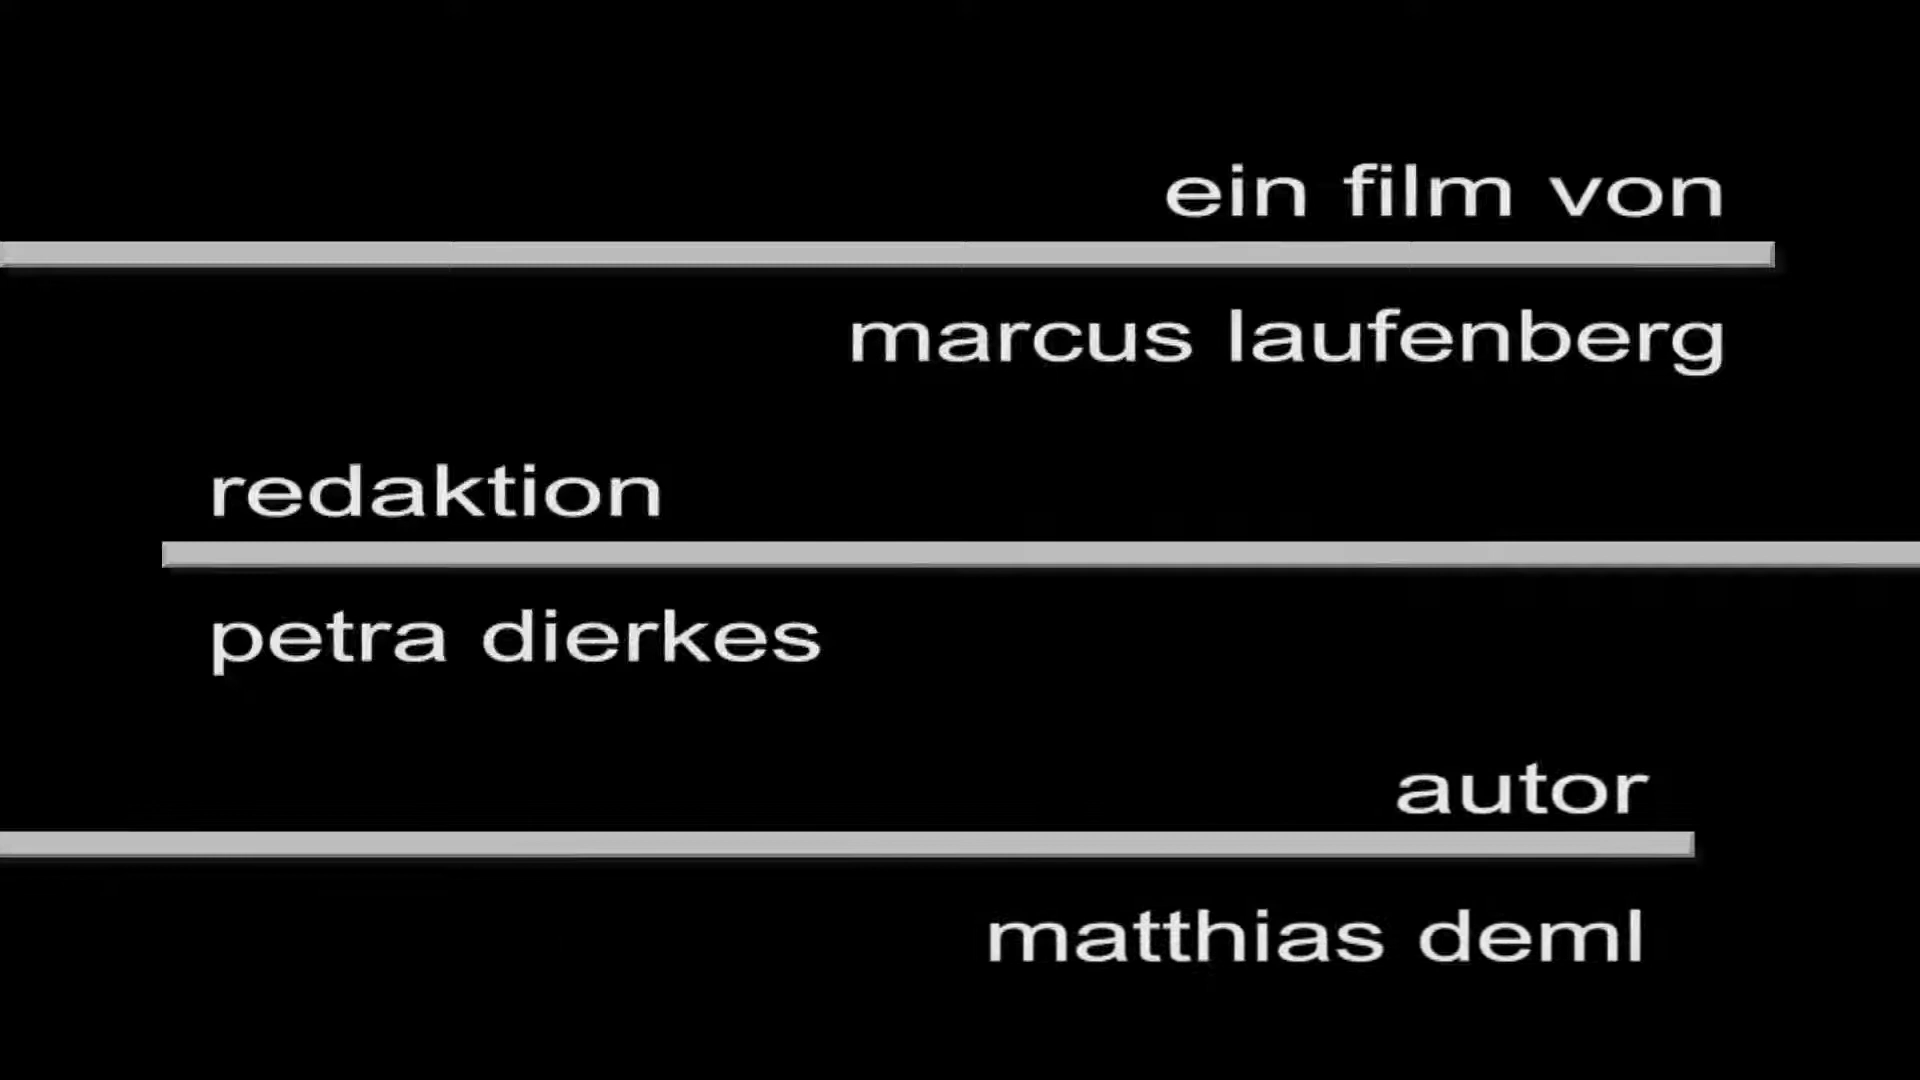 ein film von
marcus laufenberg
redaktion
petra dierkes
autor
matthias deml